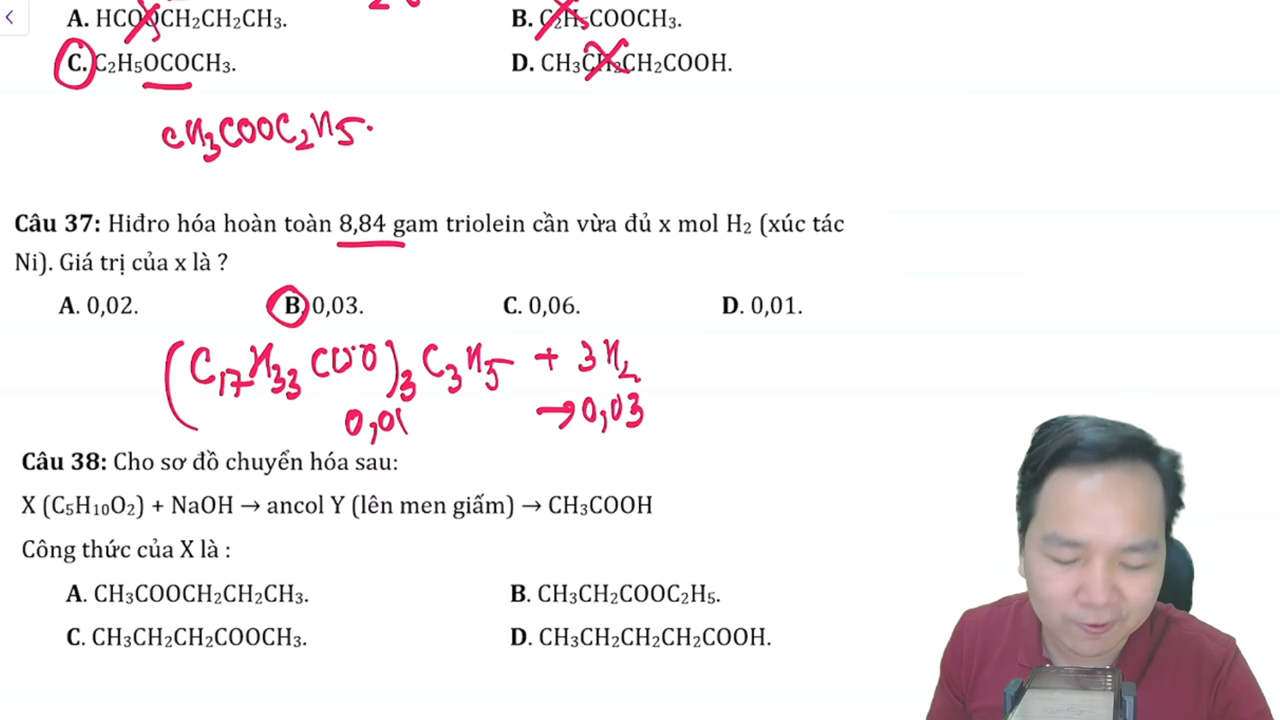 A. HCOOCH₂CH₂CH₃. B. C₂H₅COOCH₃.
C. C₂H₅OCOCH₃. D. CH₃CH₂CH₂COOH.
CH₃COOC₂H₅.
Câu 37: Hiđro hóa hoàn toàn 8,84 gam triolein cần vừa đủ x mol H₂ (xúc tác
Ni). Giá trị của x là ?
A. 0,02. B. 0,03. C. 0,06. D. 0,01.
(C₁₇H₃₃COO)₃C₃H₅ + 3H₂
0,01 → 0,03
Câu 38: Cho sơ đồ chuyển hóa sau:
X (C₅H₁₀O₂) + NaOH → ancol Y (lên men giấm) → CH₃COOH
Công thức của X là :
A. CH₃COOCH₂CH₂CH₃. B. CH₃CH₂COOC₂H₅.
C. CH₃CH₂CH₂COOCH₃. D. CH₃CH₂CH₂CH₂COOH.